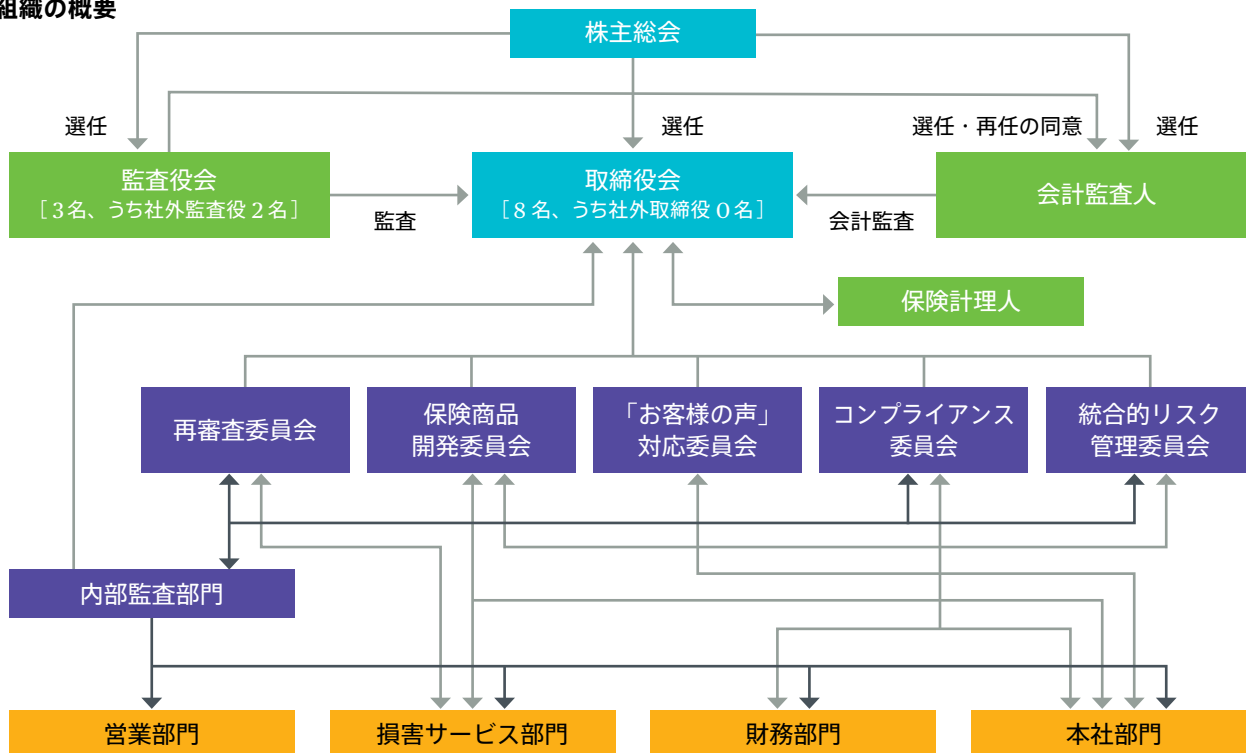 組織の概要
株主総会
選任
選任
選任・再任の同意
選任
監査役会
［3名、うち社外監査役 2 名］
監査
取締役会
［8 名、うち社外取締役 0 名］
会計監査
会計監査人
保険計理人
再審査委員会
保険商品
開発委員会
「お客様の声」
対応委員会
コンプライアンス
委員会
統合的リスク
管理委員会
内部監査部門
営業部門
損害サービス部門
財務部門
本社部門